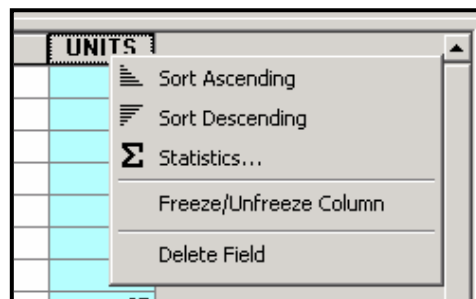 UNITS
Sort Ascending
Sort Descending
Σ Statistics...
Freeze/Unfreeze Column
Delete Field